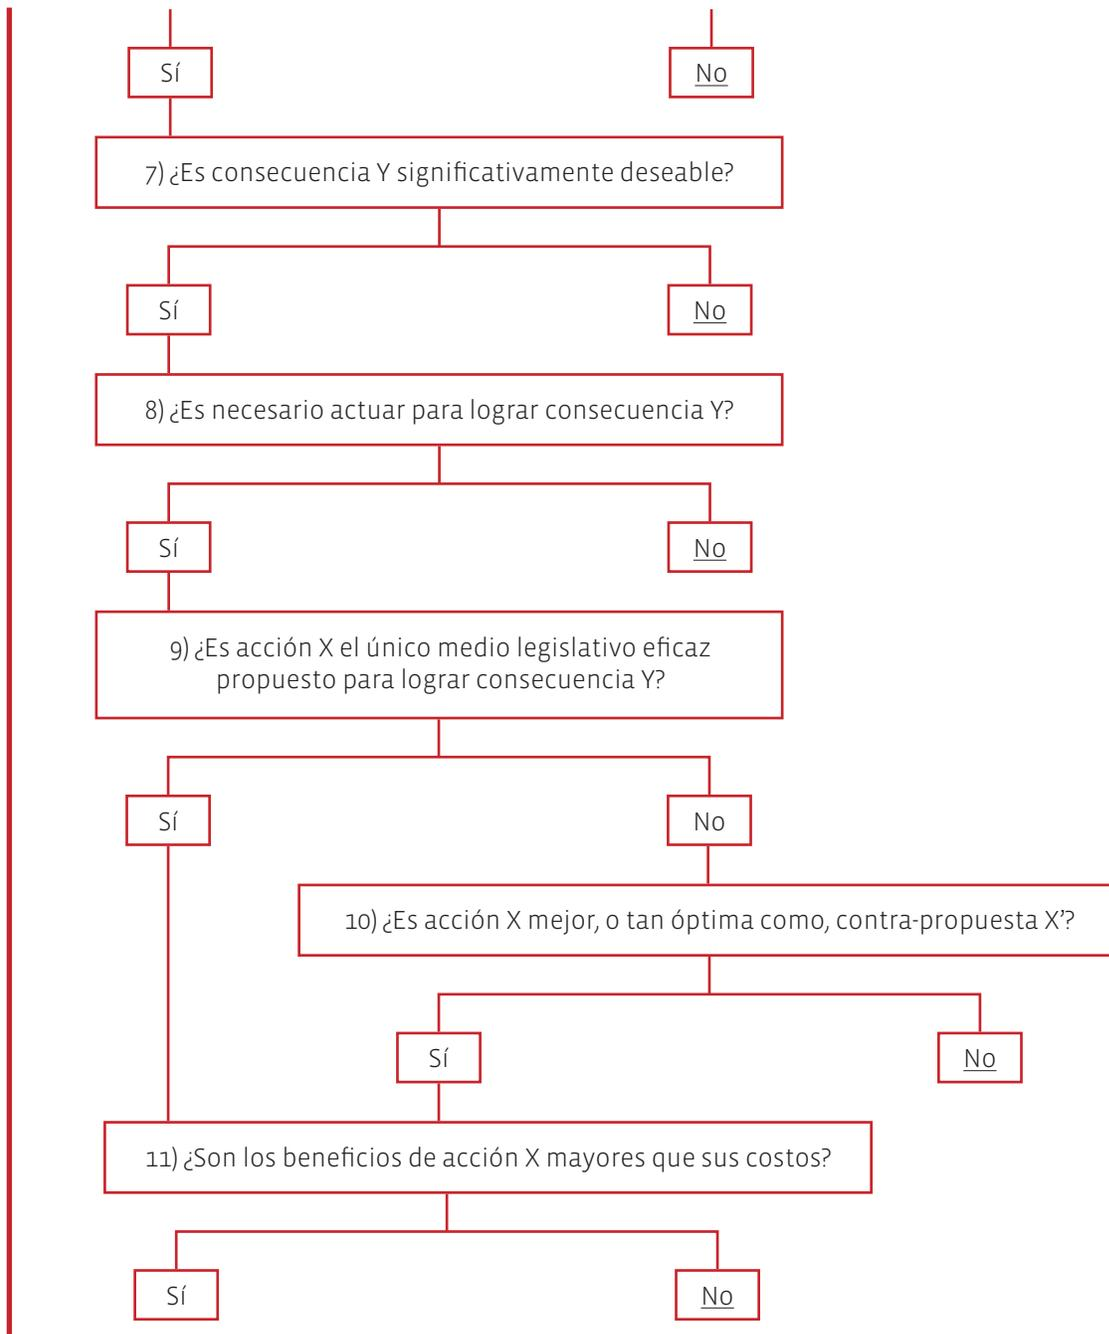 Sí
No
7) ¿Es consecuencia Y significativamente deseable?
Sí
No
8) ¿Es necesario actuar para lograr consecuencia Y?
Sí
No
9) ¿Es acción X el único medio legislativo eficaz
propuesto para lograr consecuencia Y?
Sí
No
10) ¿Es acción X mejor, o tan óptima como, contra-propuesta X’?
Sí
No
11) ¿Son los beneficios de acción X mayores que sus costos?
Sí
No